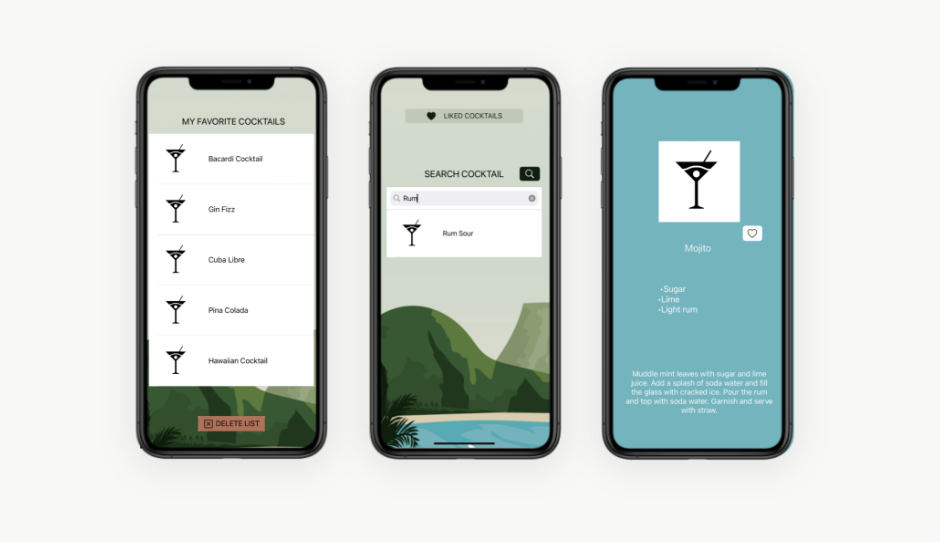 MY FAVORITE COCKTAILS
Bacardi Cocktail
Gin Fizz
Cuba Libre
Pina Colada
Hawaiian Cocktail
DELETE LIST
LIKED COCKTAILS
SEARCH COCKTAIL
Rum
Rum Sour
Mojito
•Sugar
•Lime
•Light rum
Muddle mint leaves with sugar and lime
juice. Add a splash of soda water and fill
the glass with cracked ice. Pour the rum
and top with soda water. Garnish and serve
with straw.